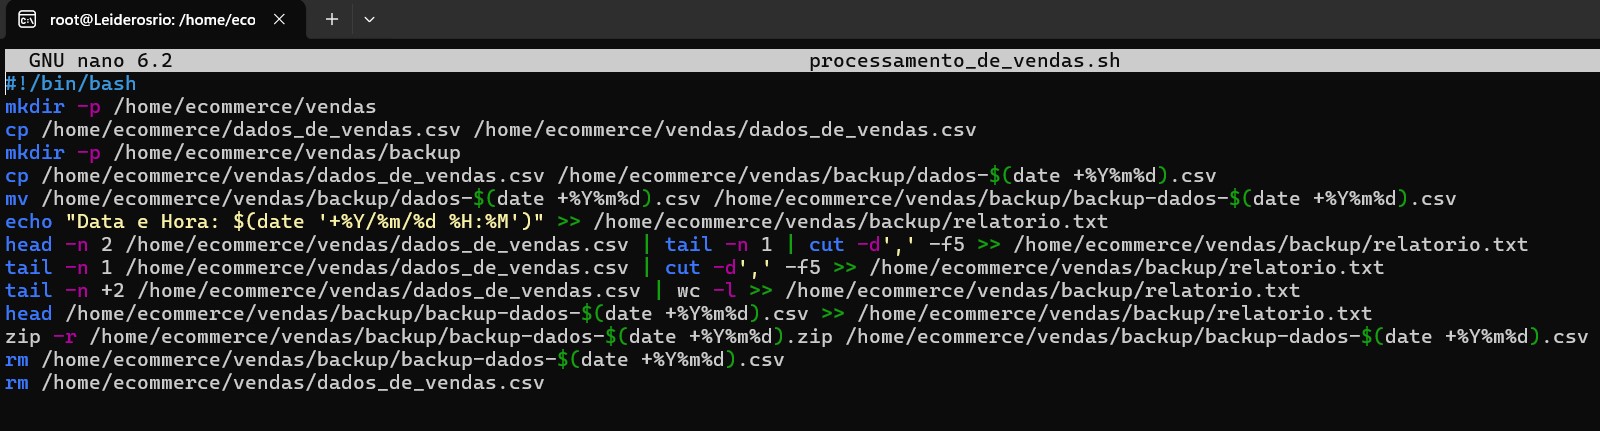 root@Leiderosrio: /home/eco
GNU nano 6.2 processamento_de_vendas.sh
#!/bin/bash
mkdir -p /home/ecommerce/vendas
cp /home/ecommerce/dados_de_vendas.csv /home/ecommerce/vendas/dados_de_vendas.csv
mkdir -p /home/ecommerce/vendas/backup
cp /home/ecommerce/vendas/dados_de_vendas.csv /home/ecommerce/vendas/backup/dados-$(date +%Y%m%d).csv
mv /home/ecommerce/vendas/backup/dados-$(date +%Y%m%d).csv /home/ecommerce/vendas/backup/backup-dados-$(date +%Y%m%d).csv
echo "Data e Hora: $(date '+%Y/%m/%d %H:%M')" >> /home/ecommerce/vendas/backup/relatorio.txt
head -n 2 /home/ecommerce/vendas/dados_de_vendas.csv | tail -n 1 | cut -d',' -f5 >> /home/ecommerce/vendas/backup/relatorio.txt
tail -n 1 /home/ecommerce/vendas/dados_de_vendas.csv | cut -d',' -f5 >> /home/ecommerce/vendas/backup/relatorio.txt
tail -n +2 /home/ecommerce/vendas/dados_de_vendas.csv | wc -l >> /home/ecommerce/vendas/backup/relatorio.txt
head /home/ecommerce/vendas/backup/backup-dados-$(date +%Y%m%d).csv >> /home/ecommerce/vendas/backup/relatorio.txt
zip -r /home/ecommerce/vendas/backup/backup-dados-$(date +%Y%m%d).zip /home/ecommerce/vendas/backup/backup-dados-$(date +%Y%m%d).csv
rm /home/ecommerce/vendas/backup/backup-dados-$(date +%Y%m%d).csv
rm /home/ecommerce/vendas/dados_de_vendas.csv